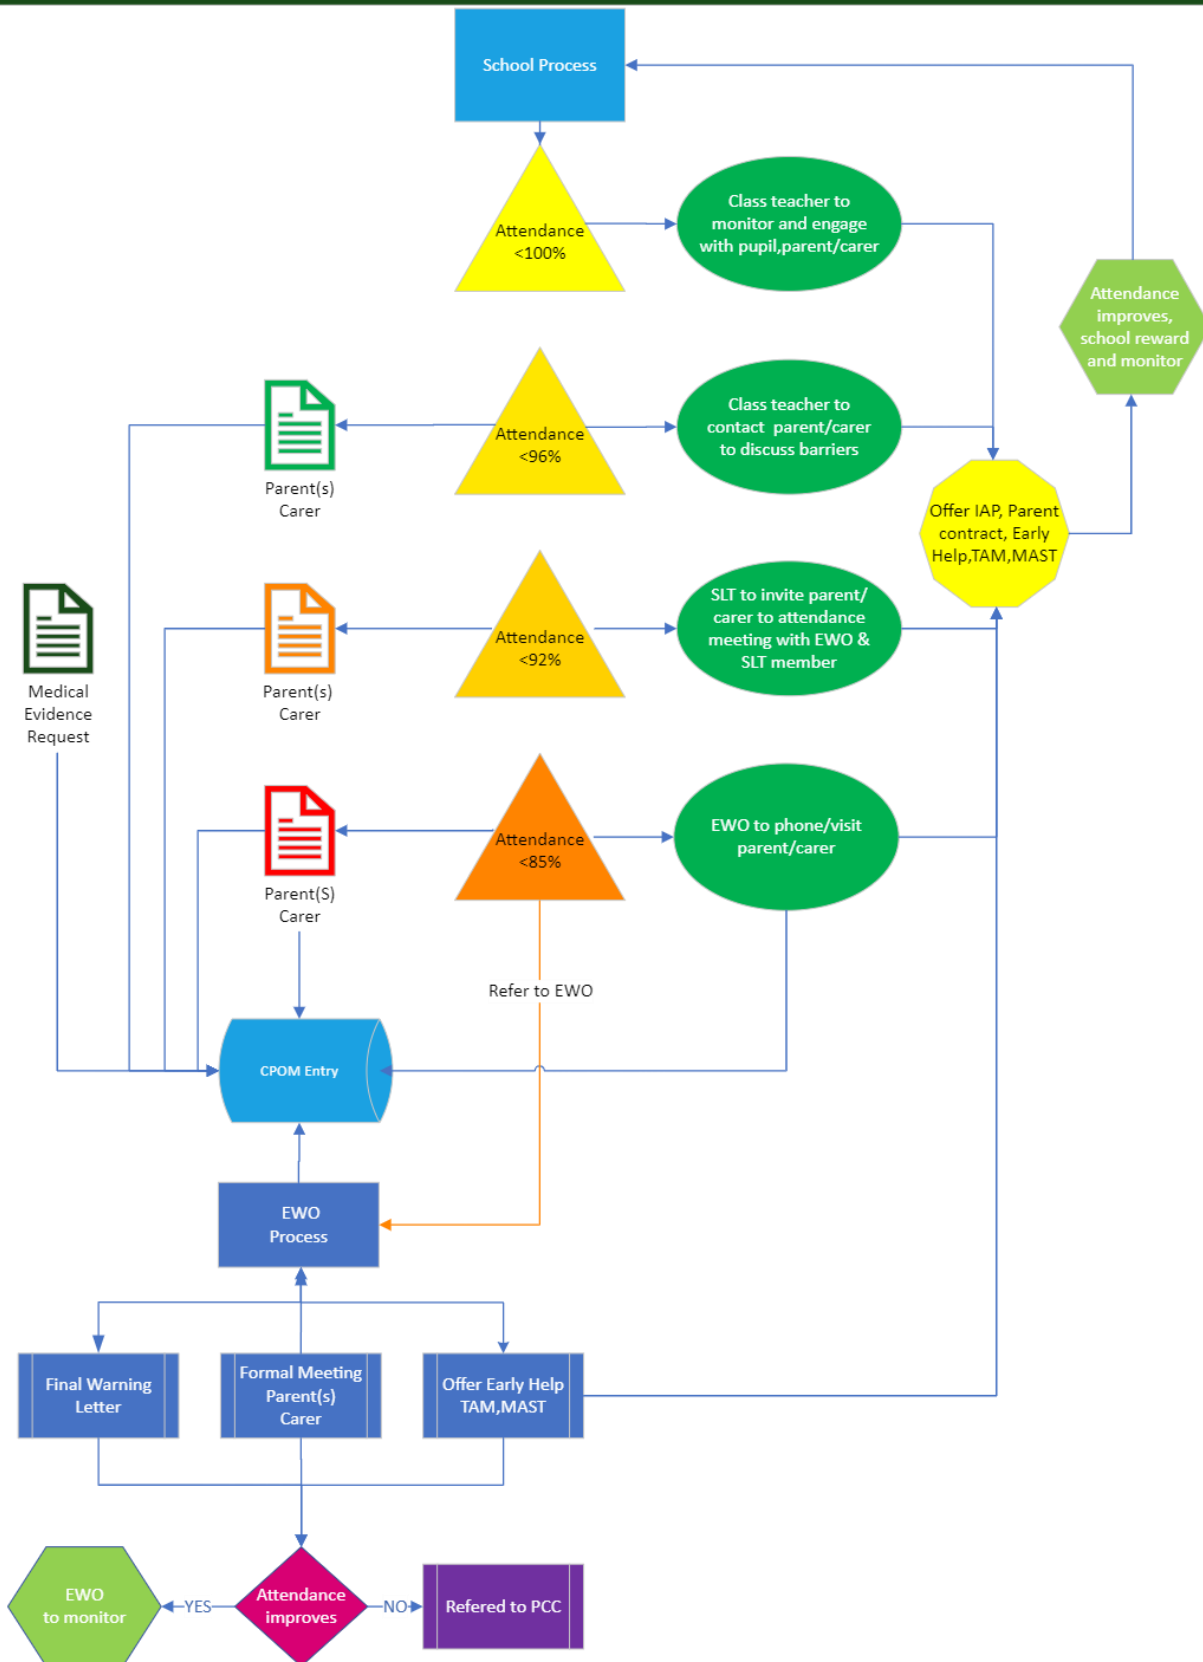 School Process
Attendance
<100%
Class teacher to
monitor and engage
with pupil,parent/carer
Attendance
improves,
school reward
and monitor
Parent(s)
Carer
Attendance
<96%
Class teacher to
contact parent/carer
to discuss barriers
Offer IAP, Parent
contract, Early
Help,TAM,MAST
Medical
Evidence
Request
Parent(s)
Carer
Attendance
<92%
SLT to invite parent/
carer to attendance
meeting with EWO &
SLT member
Parent(S)
Carer
Attendance
<85%
EWO to phone/visit
parent/carer
Refer to EWO
CPOM Entry
EWO
Process
Final Warning
Letter
Formal Meeting
Parent(s)
Carer
Offer Early Help
TAM,MAST
EWO
to monitor
YES
Attendance
improves
NO
Refered to PCC